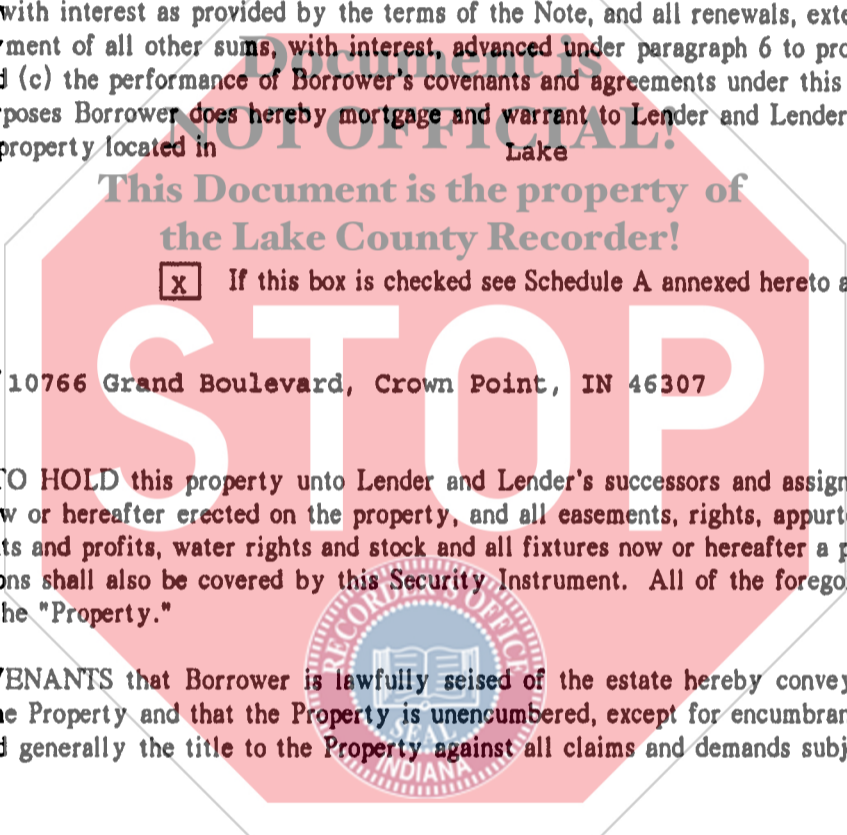 with interest as provided by the terms of the Note, and all renewals, exte
ment of all other sums, with interest, advanced under paragraph 6 to pro
Document is
d (c) the performance of Borrower's covenants and agreements under this
poses Borrower does hereby mortgage and warrant to Lender and Lender
NOT OFFICIAL!
property located in Lake
This Document is the property of
the Lake County Recorder!
x If this box is checked see Schedule A annexed hereto a
STOP
10766 Grand Boulevard, Crown Point, IN 46307
TO HOLD this property unto Lender and Lender's successors and assign
w or hereafter erected on the property, and all easements, rights, appurt
ts and profits, water rights and stock and all fixtures now or hereafter a p
ons shall also be covered by this Security Instrument. All of the forego
he "Property."
RECORDER'S OFFICE
VENANTS that Borrower is lawfully seised of the estate hereby convey
e Property and that the Property is unencumbered, except for encumbran
SEAL
d generally the title to the Property against all claims and demands subj
INDIANA